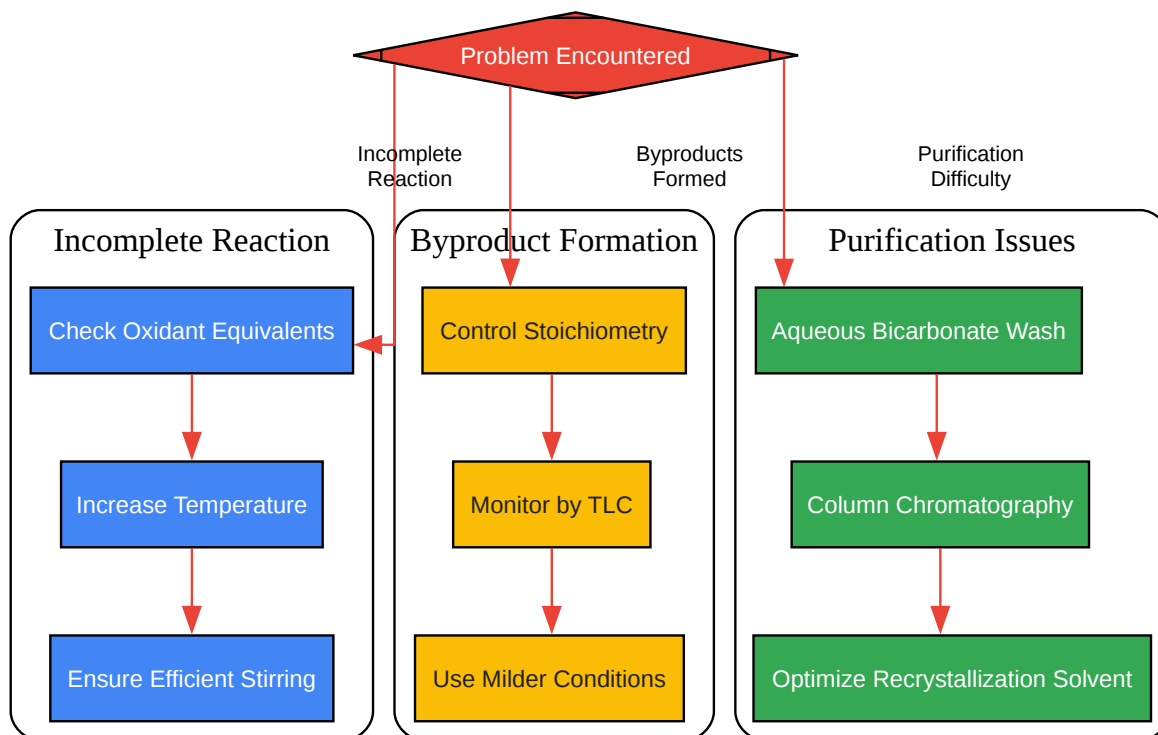 Problem Encountered
Incomplete
Reaction
Byproducts
Formed
Purification
Difficulty
Incomplete Reaction
Byproduct Formation
Purification Issues
Check Oxidant Equivalents
Control Stoichiometry
Aqueous Bicarbonate Wash
Increase Temperature
Monitor by TLC
Column Chromatography
Ensure Efficient Stirring
Use Milder Conditions
Optimize Recrystallization Solvent